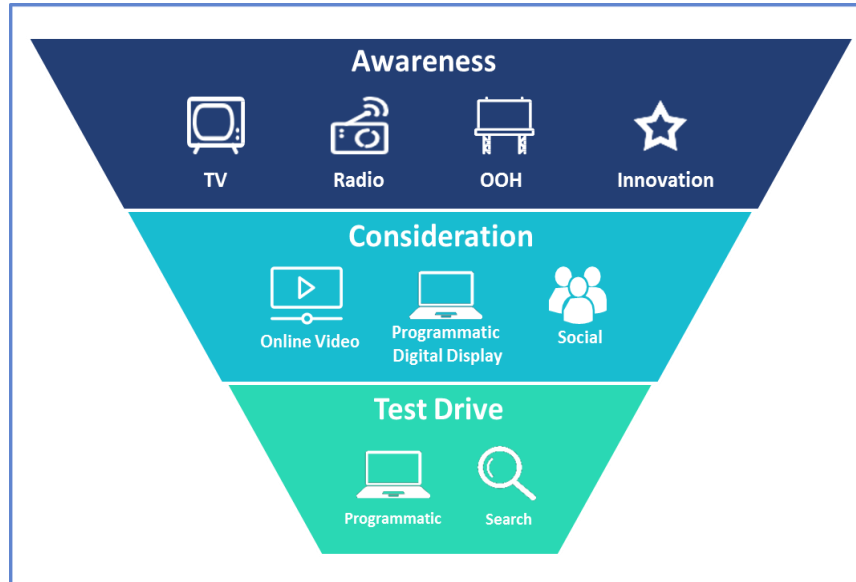 Awareness
TV
Radio
OOH
Innovation
Consideration
Online Video
Programmatic
Digital Display
Social
Test Drive
Programmatic
Search